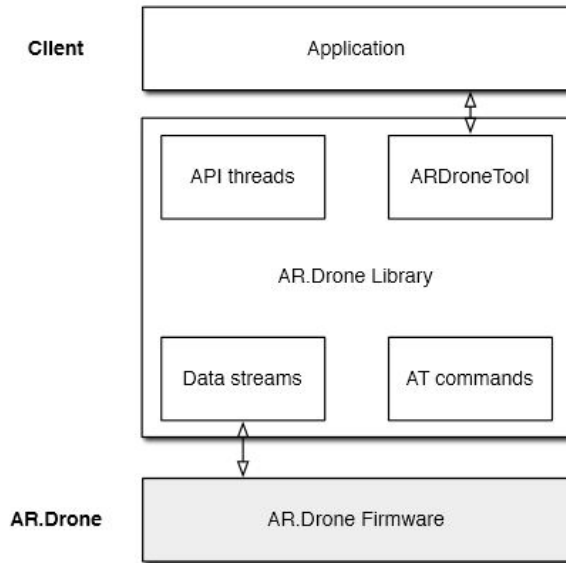 Client
Application
API threads
ARDroneTool
AR.Drone Library
Data streams
AT commands
AR.Drone
AR.Drone Firmware